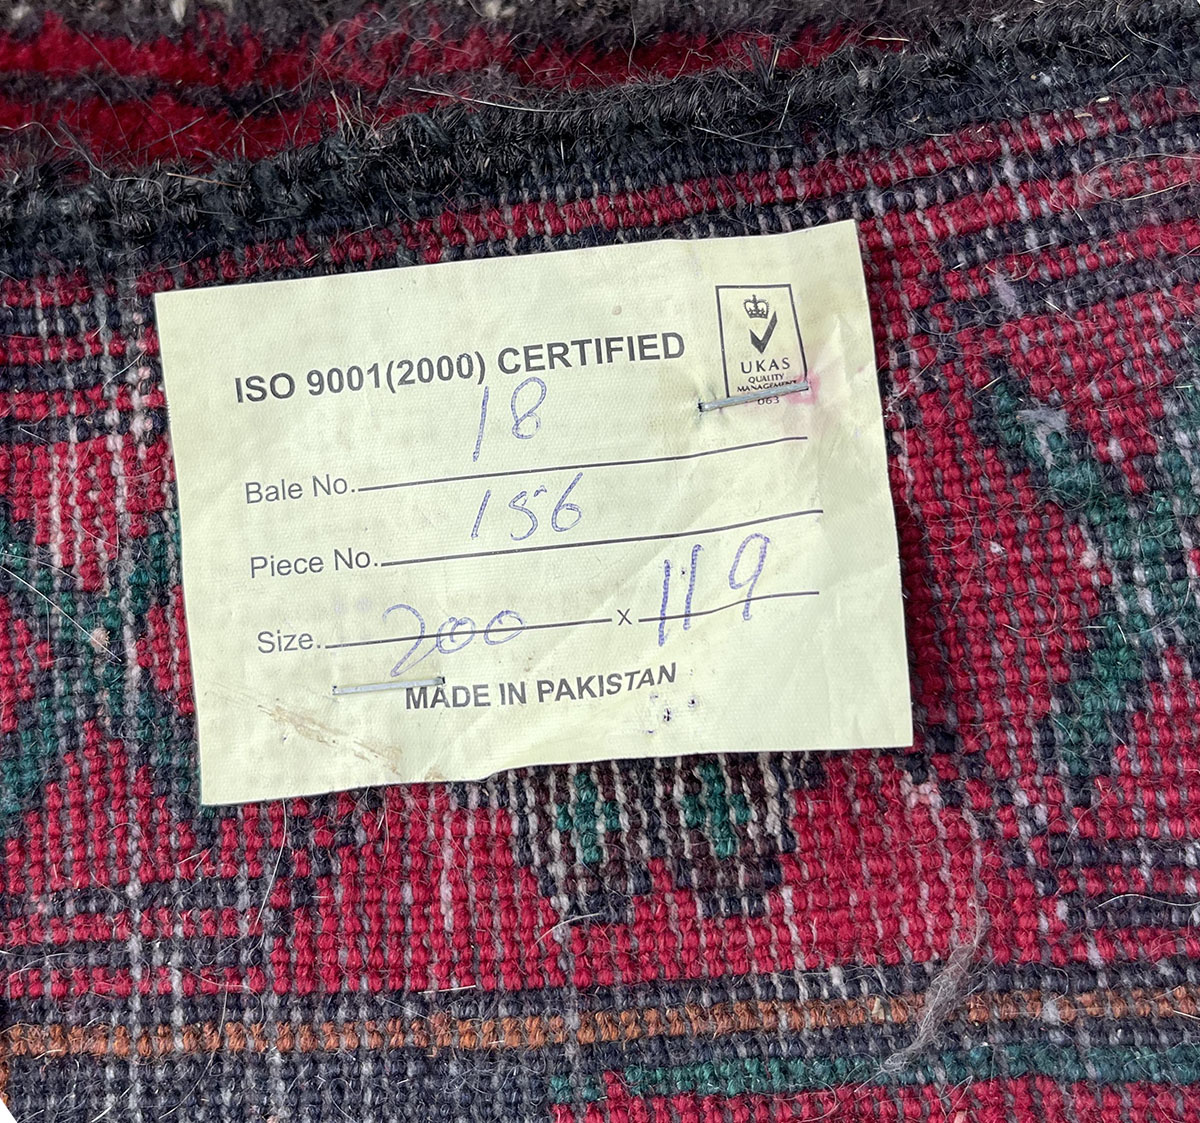 ISO 9001(2000) CERTIFIED
UKAS
QUALITY
MANAGEMENT
063
Bale No. 18
Piece No. 156
Size. 200 x 119
MADE IN PAKISTAN